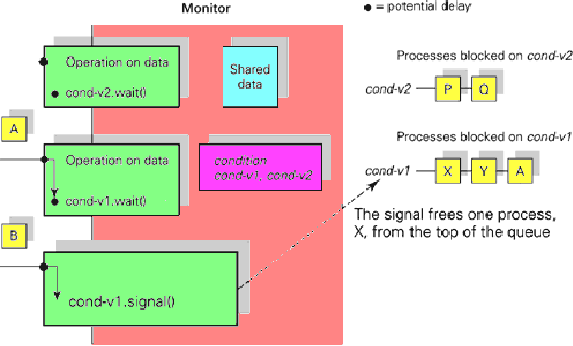 Monitor
● = potential delay
Operation on data
● cond-v2.wait()
Shared
data
Processes blocked on cond-v2
cond-v2 P Q
A
Operation on data
cond-v1.wait()
condition
cond-v1, cond-v2
Processes blocked on cond-v1
cond-v1 X Y A
B
The signal frees one process,
X, from the top of the queue
cond-v1.signal()